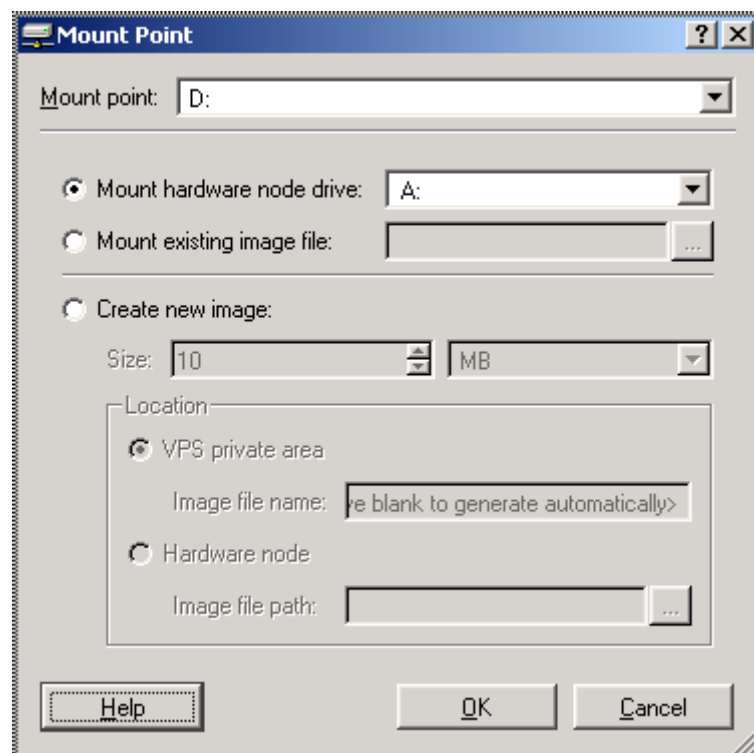 Mount Point
Mount point: D:
Mount hardware node drive: A:
Mount existing image file: ...
Create new image:
Size: 10 MB
Location
VPS private area
Image file name: ve blank to generate automatically>
Hardware node
Image file path: ...
Help OK Cancel